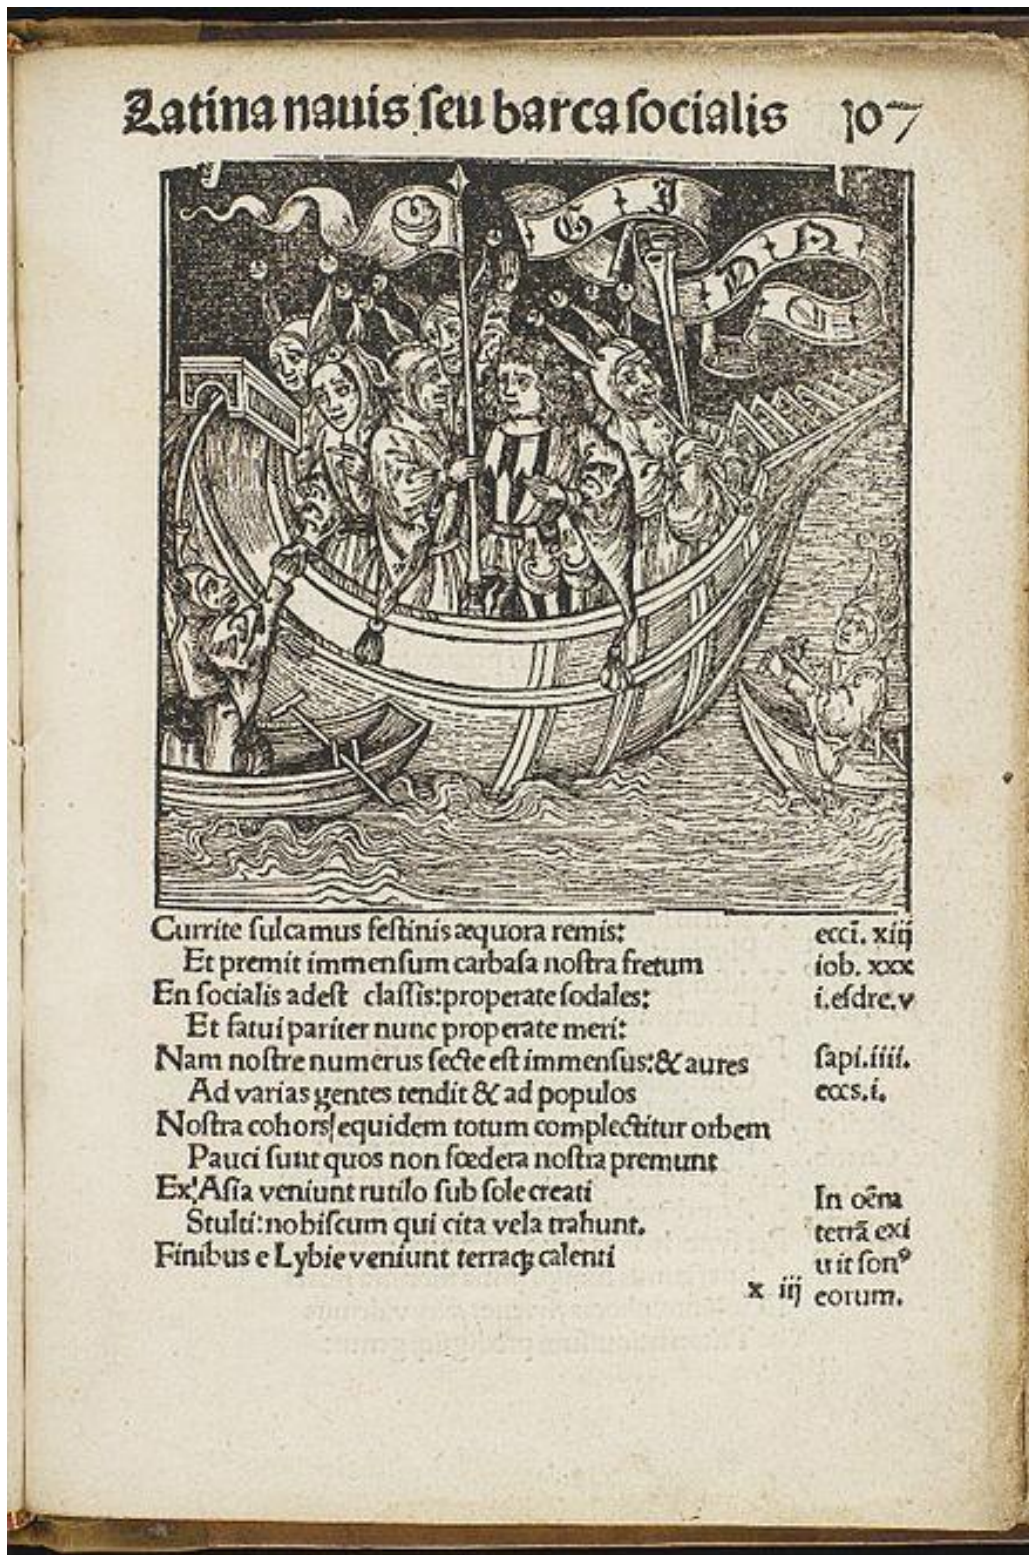 Latina nauis ſeu barca ſocialis 107
G · I
Currite ſulcamus feſtinis æquora remis: ecci̅. xiij
Et premit immenſum carbaſa noſtra fretum iob. xxx
En ſocialis adeſt claſſis:properate ſodales: i.eſdre.v
Et fatui pariter nunc properate meri:
Nam noſtre numerus ſecte eſt immenſus:& aures ſapi.iiii.
Ad varias gentes tendit & ad populos eccs.i.
Noſtra cohors/equidem totum complectitur orbem
Pauci ſunt quos non fœdera noſtra premunt
Ex Aſia veniunt rutilo ſub ſole creati In oēm
Stulti:nobiſcum qui cita vela trahunt. terrā exi
Finibus e Lybie veniunt terraqȝ calenti uit ſonꝰ
x iij eorum.